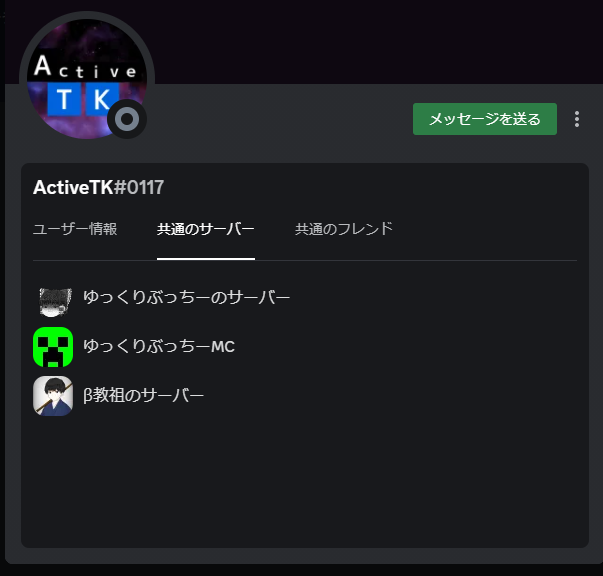 Active
TK
メッセージを送る
ActiveTK#0117
ユーザー情報 共通のサーバー 共通のフレンド
ゆっくりぶっちーのサーバー
ゆっくりぶっちーMC
β教祖のサーバー